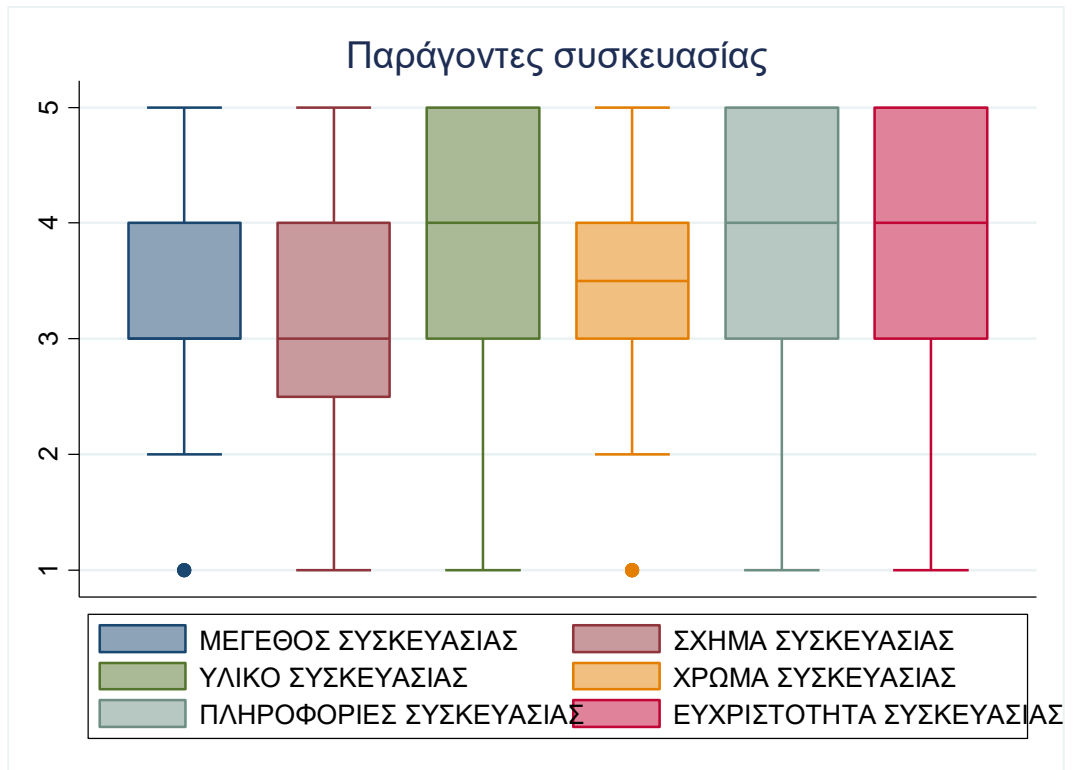 Παράγοντες συσκευασίας
5
4
3
2
1
ΜΕΓΕΘΟΣ ΣΥΣΚΕΥΑΣΙΑΣ ΣΧΗΜΑ ΣΥΣΚΕΥΑΣΙΑΣ
ΥΛΙΚΟ ΣΥΣΚΕΥΑΣΙΑΣ ΧΡΩΜΑ ΣΥΣΚΕΥΑΣΙΑΣ
ΠΛΗΡΟΦΟΡΙΕΣ ΣΥΣΚΕΥΑΣΙΑΣ ΕΥΧΡΙΣΤΟΤΗΤΑ ΣΥΣΚΕΥΑΣΙΑΣ